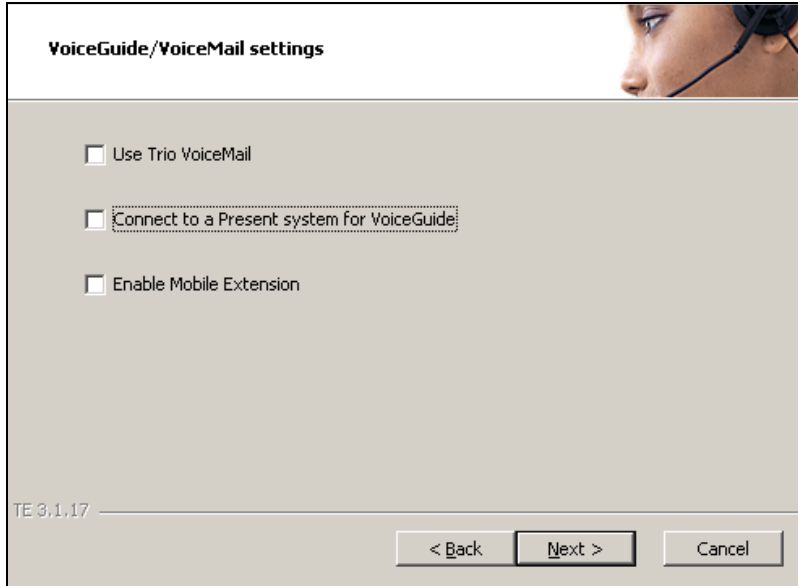 VoiceGuide/VoiceMail settings
Use Trio VoiceMail
Connect to a Present system for VoiceGuide
Enable Mobile Extension
TE 3.1.17
< Back Next > Cancel